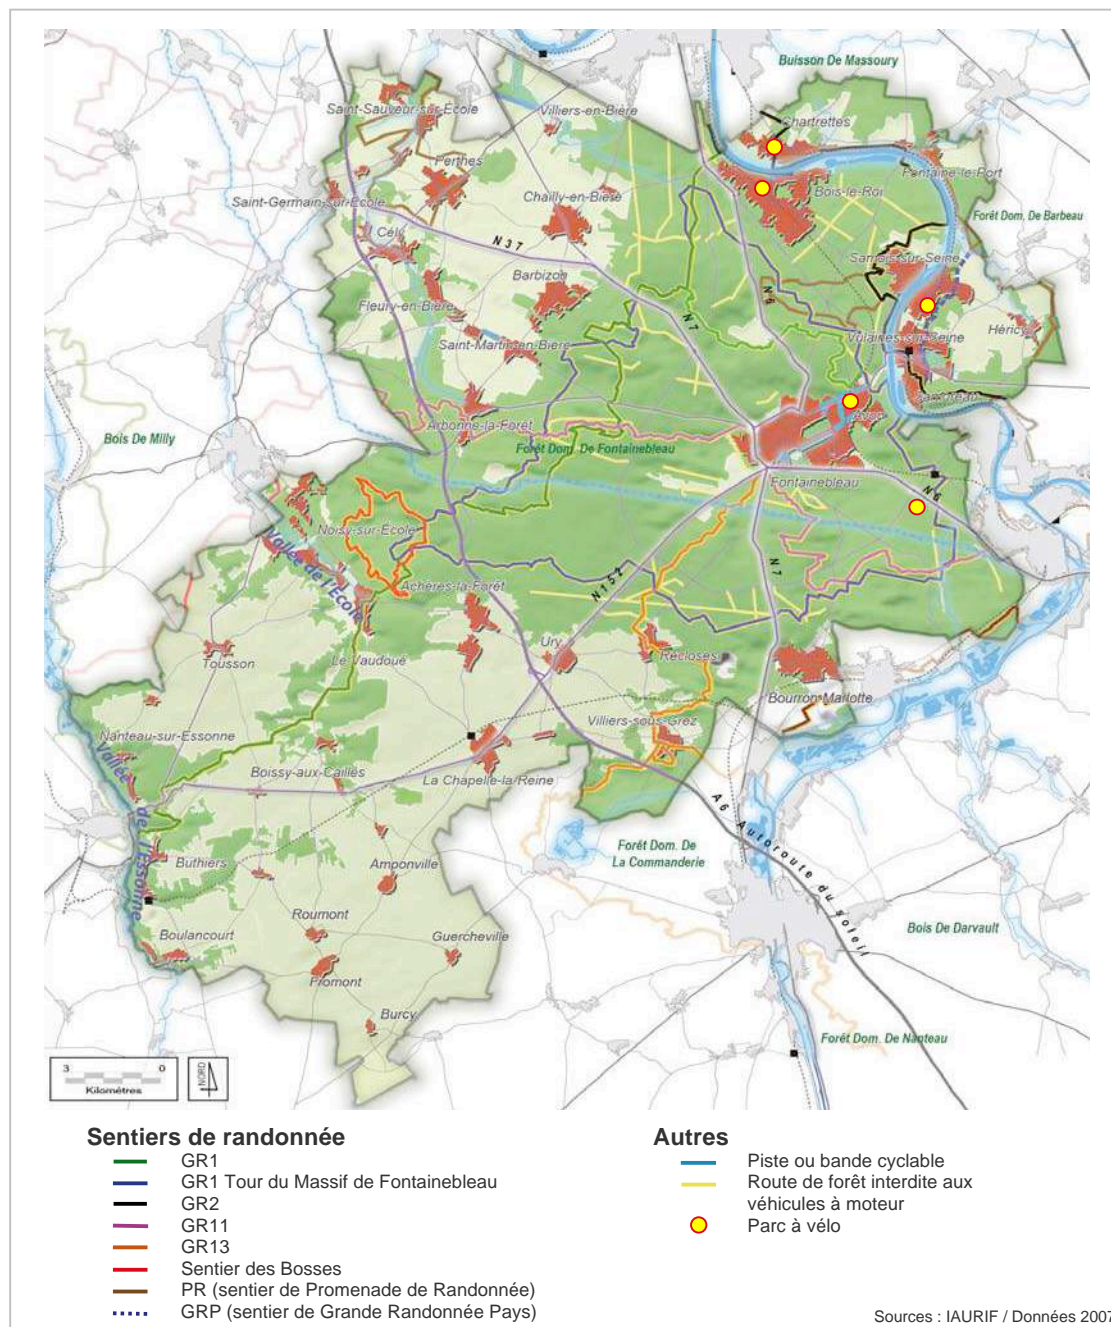 Buisson De Massoury
Saint-Sauveur-sur-École
Villiers-en-Bière
Chartrettes
Perthes
Fontaine-le-Port
Saint-Germain-sur-École
Chailly-en-Bière
Bois-le-Roi
Forêt Dom. De Barbeau
Cély
N 37
Samois-sur-Seine
Barbizon
N 6
Fleury-en-Bière
N 7
Héricy
Saint-Martin-en-Bière
Vulaines-sur-Seine
Samoreau
Avon
Arbonne-la-Forêt
Bois De Milly
Forêt Dom. De Fontainebleau
Fontainebleau
N 6
Noisy-sur-École
Vallée de l'École
N 7
Achères-la-Forêt
N 152
Ury
Recloses
Tousson
Le Vaudoué
Bourron-Marlotte
Villiers-sous-Grez
Nanteau-sur-Essonne
Boissy-aux-Cailles
La Chapelle-la-Reine
Vallée de l'Essonne
A 6 Autoroute du soleil
Forêt Dom. De
La Commanderie
Buthiers
Amponville
Roumont
Boulancourt
Guercheville
Bois De Darvault
Fromont
Burcy
Forêt Dom. De Nanteau
3 0
Kilomètres
NORD
Sentiers de randonnée
GR1
GR1 Tour du Massif de Fontainebleau
GR2
GR11
GR13
Sentier des Bosses
PR (sentier de Promenade de Randonnée)
GRP (sentier de Grande Randonnée Pays)
Autres
Piste ou bande cyclable
Route de forêt interdite aux
véhicules à moteur
Parc à vélo
Sources : IAURIF / Données 2007